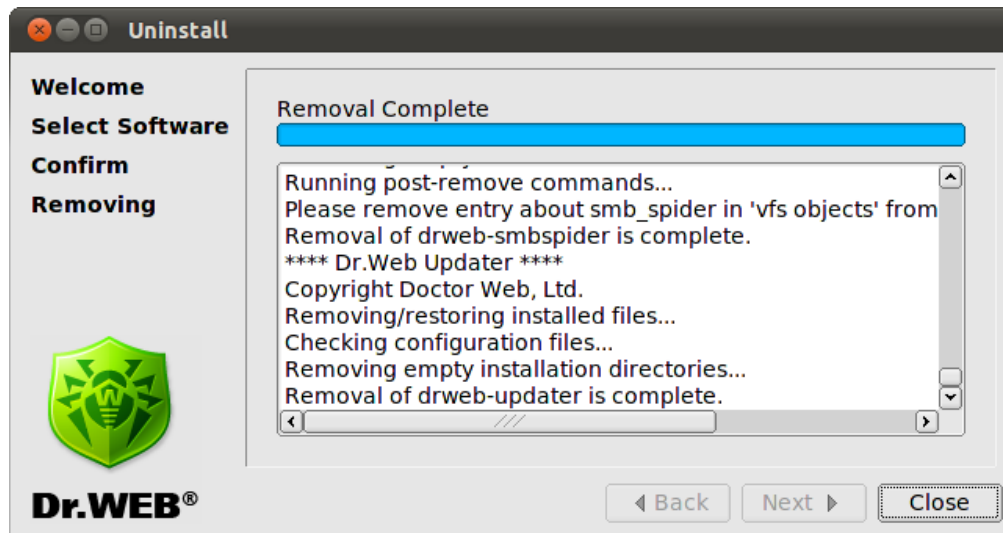 Uninstall
Welcome
Select Software
Confirm
Removing
Removal Complete
Running post-remove commands...
Please remove entry about smb_spider in 'vfs objects' from
Removal of drweb-smbspider is complete.
**** Dr.Web Updater ****
Copyright Doctor Web, Ltd.
Removing/restoring installed files...
Checking configuration files...
Removing empty installation directories...
Removal of drweb-updater is complete.
Dr.WEB®
Back
Next
Close